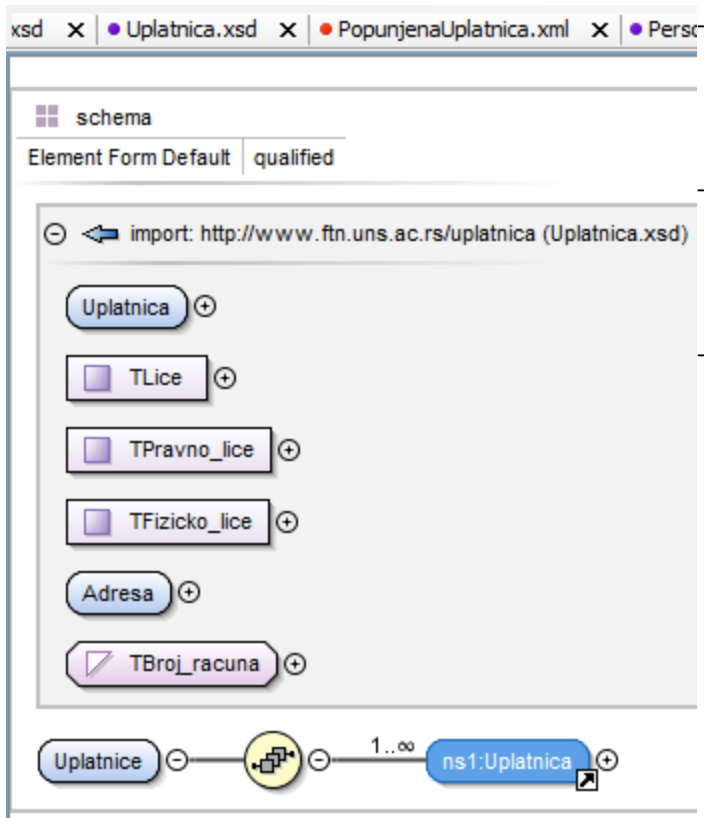 xsd
Uplatnica.xsd
PopunjenaUplatnica.xml
schema
Element Form Default qualified
import: http://www.ftn.uns.ac.rs/uplatnica (Uplatnica.xsd)
Uplatnica
TLice
TPravno_lice
TFizicko_lice
Adresa
TBroj_racuna
Uplatnice 1..∞ ns1:Uplatnica